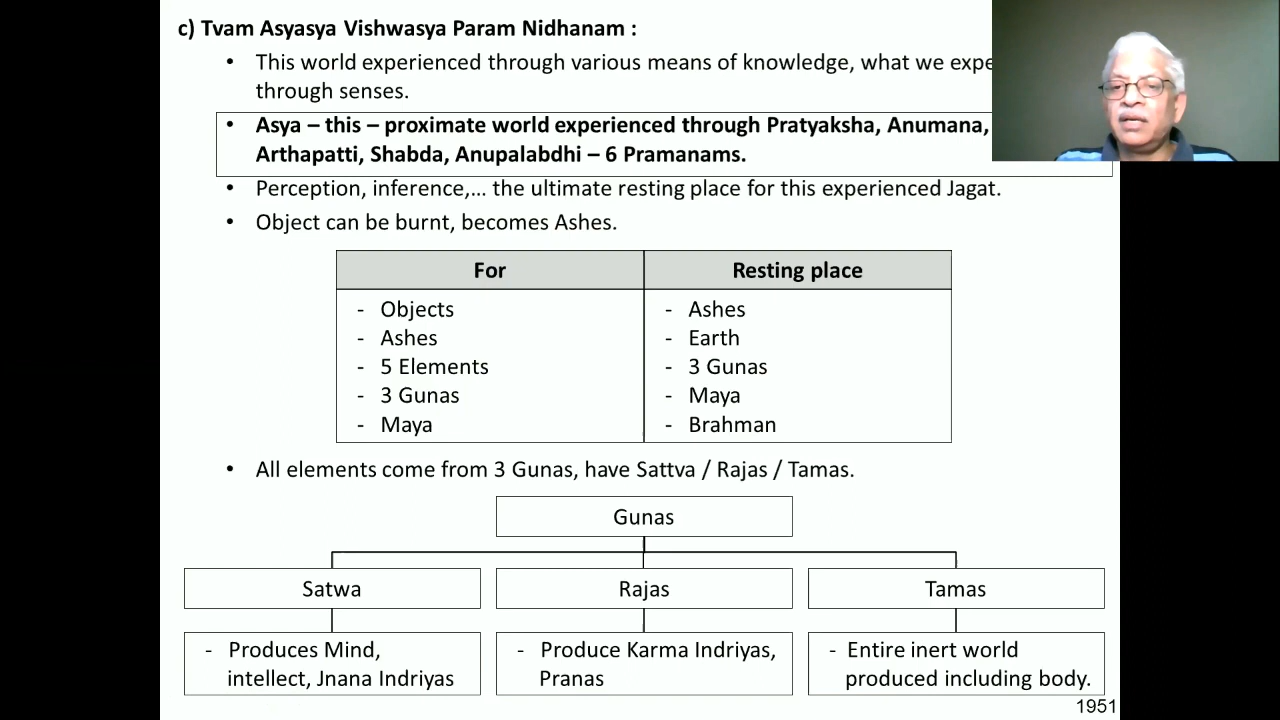 c) Tvam Asyasya Vishwasya Param Nidhanam :
• This world experienced through various means of knowledge, what we
through senses.
• Asya – this – proximate world experienced through Pratyaksha, Anumana,
Arthapatti, Shabda, Anupalabdhi – 6 Pramanams.
• Perception, inference,... the ultimate resting place for this experienced Jagat.
• Object can be burnt, becomes Ashes.
For Resting place
- Objects - Ashes
- Ashes - Earth
- 5 Elements - 3 Gunas
- 3 Gunas - Maya
- Maya - Brahman
• All elements come from 3 Gunas, have Sattva / Rajas / Tamas.
Gunas
Satwa Rajas Tamas
- Produces Mind, - Produce Karma Indriyas, - Entire inert world
intellect, Jnana Indriyas Pranas produced including body.
1951